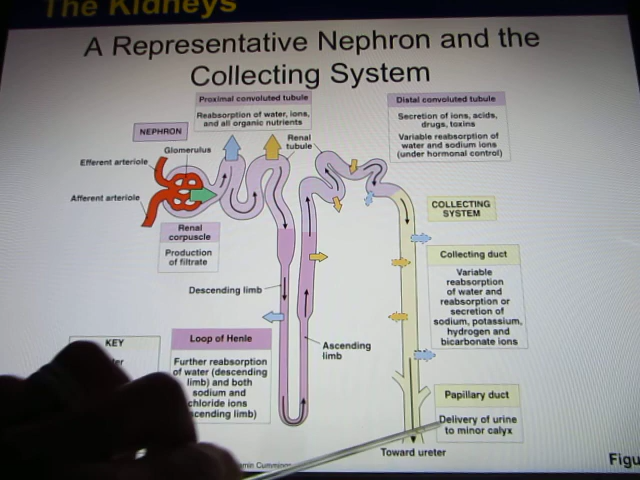 The Kidneys
A Representative Nephron and the
Collecting System
Proximal convoluted tubule
Reabsorption of water, ions,
and all organic nutrients
Distal convoluted tubule
Secretion of ions, acids,
drugs, toxins
Variable reabsorption of
water and sodium ions
(under hormonal control)
NEPHRON
Glomerulus
Renal
tubule
Efferent arteriole
Afferent arteriole
Renal
corpuscle
Production
of filtrate
COLLECTING
SYSTEM
Collecting duct
Variable
reabsorption
of water and
reabsorption or
secretion of
sodium, potassium,
hydrogen and
bicarbonate ions
Descending limb
KEY
Loop of Henle
Further reabsorption
of water (descending
limb) and both
sodium and
chloride ions
Ascending
limb
Papillary duct
Delivery of urine
to minor calyx
Toward ureter